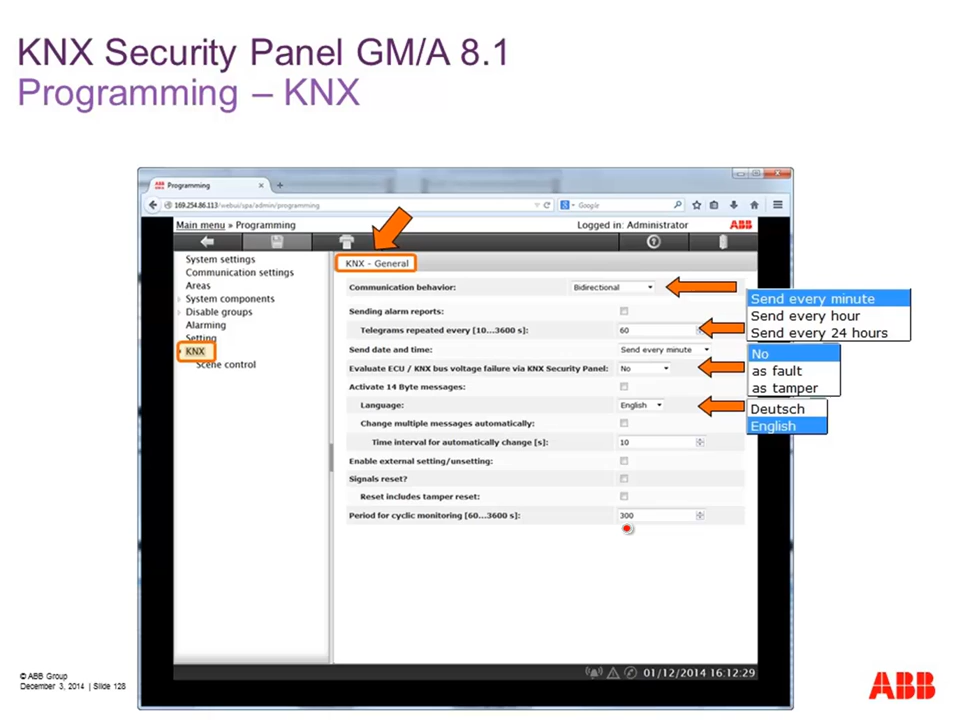 KNX Security Panel GM/A 8.1
Programming – KNX
ABB Programming
169.254.86.113/webui/spa/admin/programming
Google
Main menu » Programming
Logged in: Administrator
ABB
System settings
Communication settings
Areas
System components
Disable groups
Alarming
Setting
KNX
Scene control
KNX - General
Communication behavior: Bidirectional
Sending alarm reports:
Telegrams repeated every [10...3600 s]: 60
Send date and time: Send every minute
Evaluate ECU / KNX bus voltage failure via KNX Security Panel: No
Activate 14 Byte messages:
Language: English
Change multiple messages automatically:
Time interval for automatically change [s]: 10
Enable external setting/unsetting:
Signals reset?
Reset includes tamper reset:
Period for cyclic monitoring [60...3600 s]: 300
Send every minute
Send every hour
Send every 24 hours
No
as fault
as tamper
Deutsch
English
01/12/2014 16:12:29
© ABB Group
December 3, 2014 | Slide 128
ABB